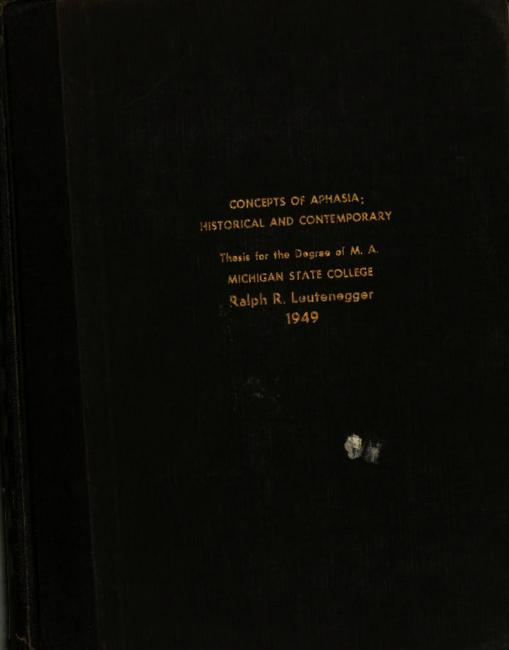 CONCEPTS OF APHASIA;
HISTORICAL AND CONTEMPORARY
Thesis for the Degree of M. A.
MICHIGAN STATE COLLEGE
Ralph R. Leutenegger
1949